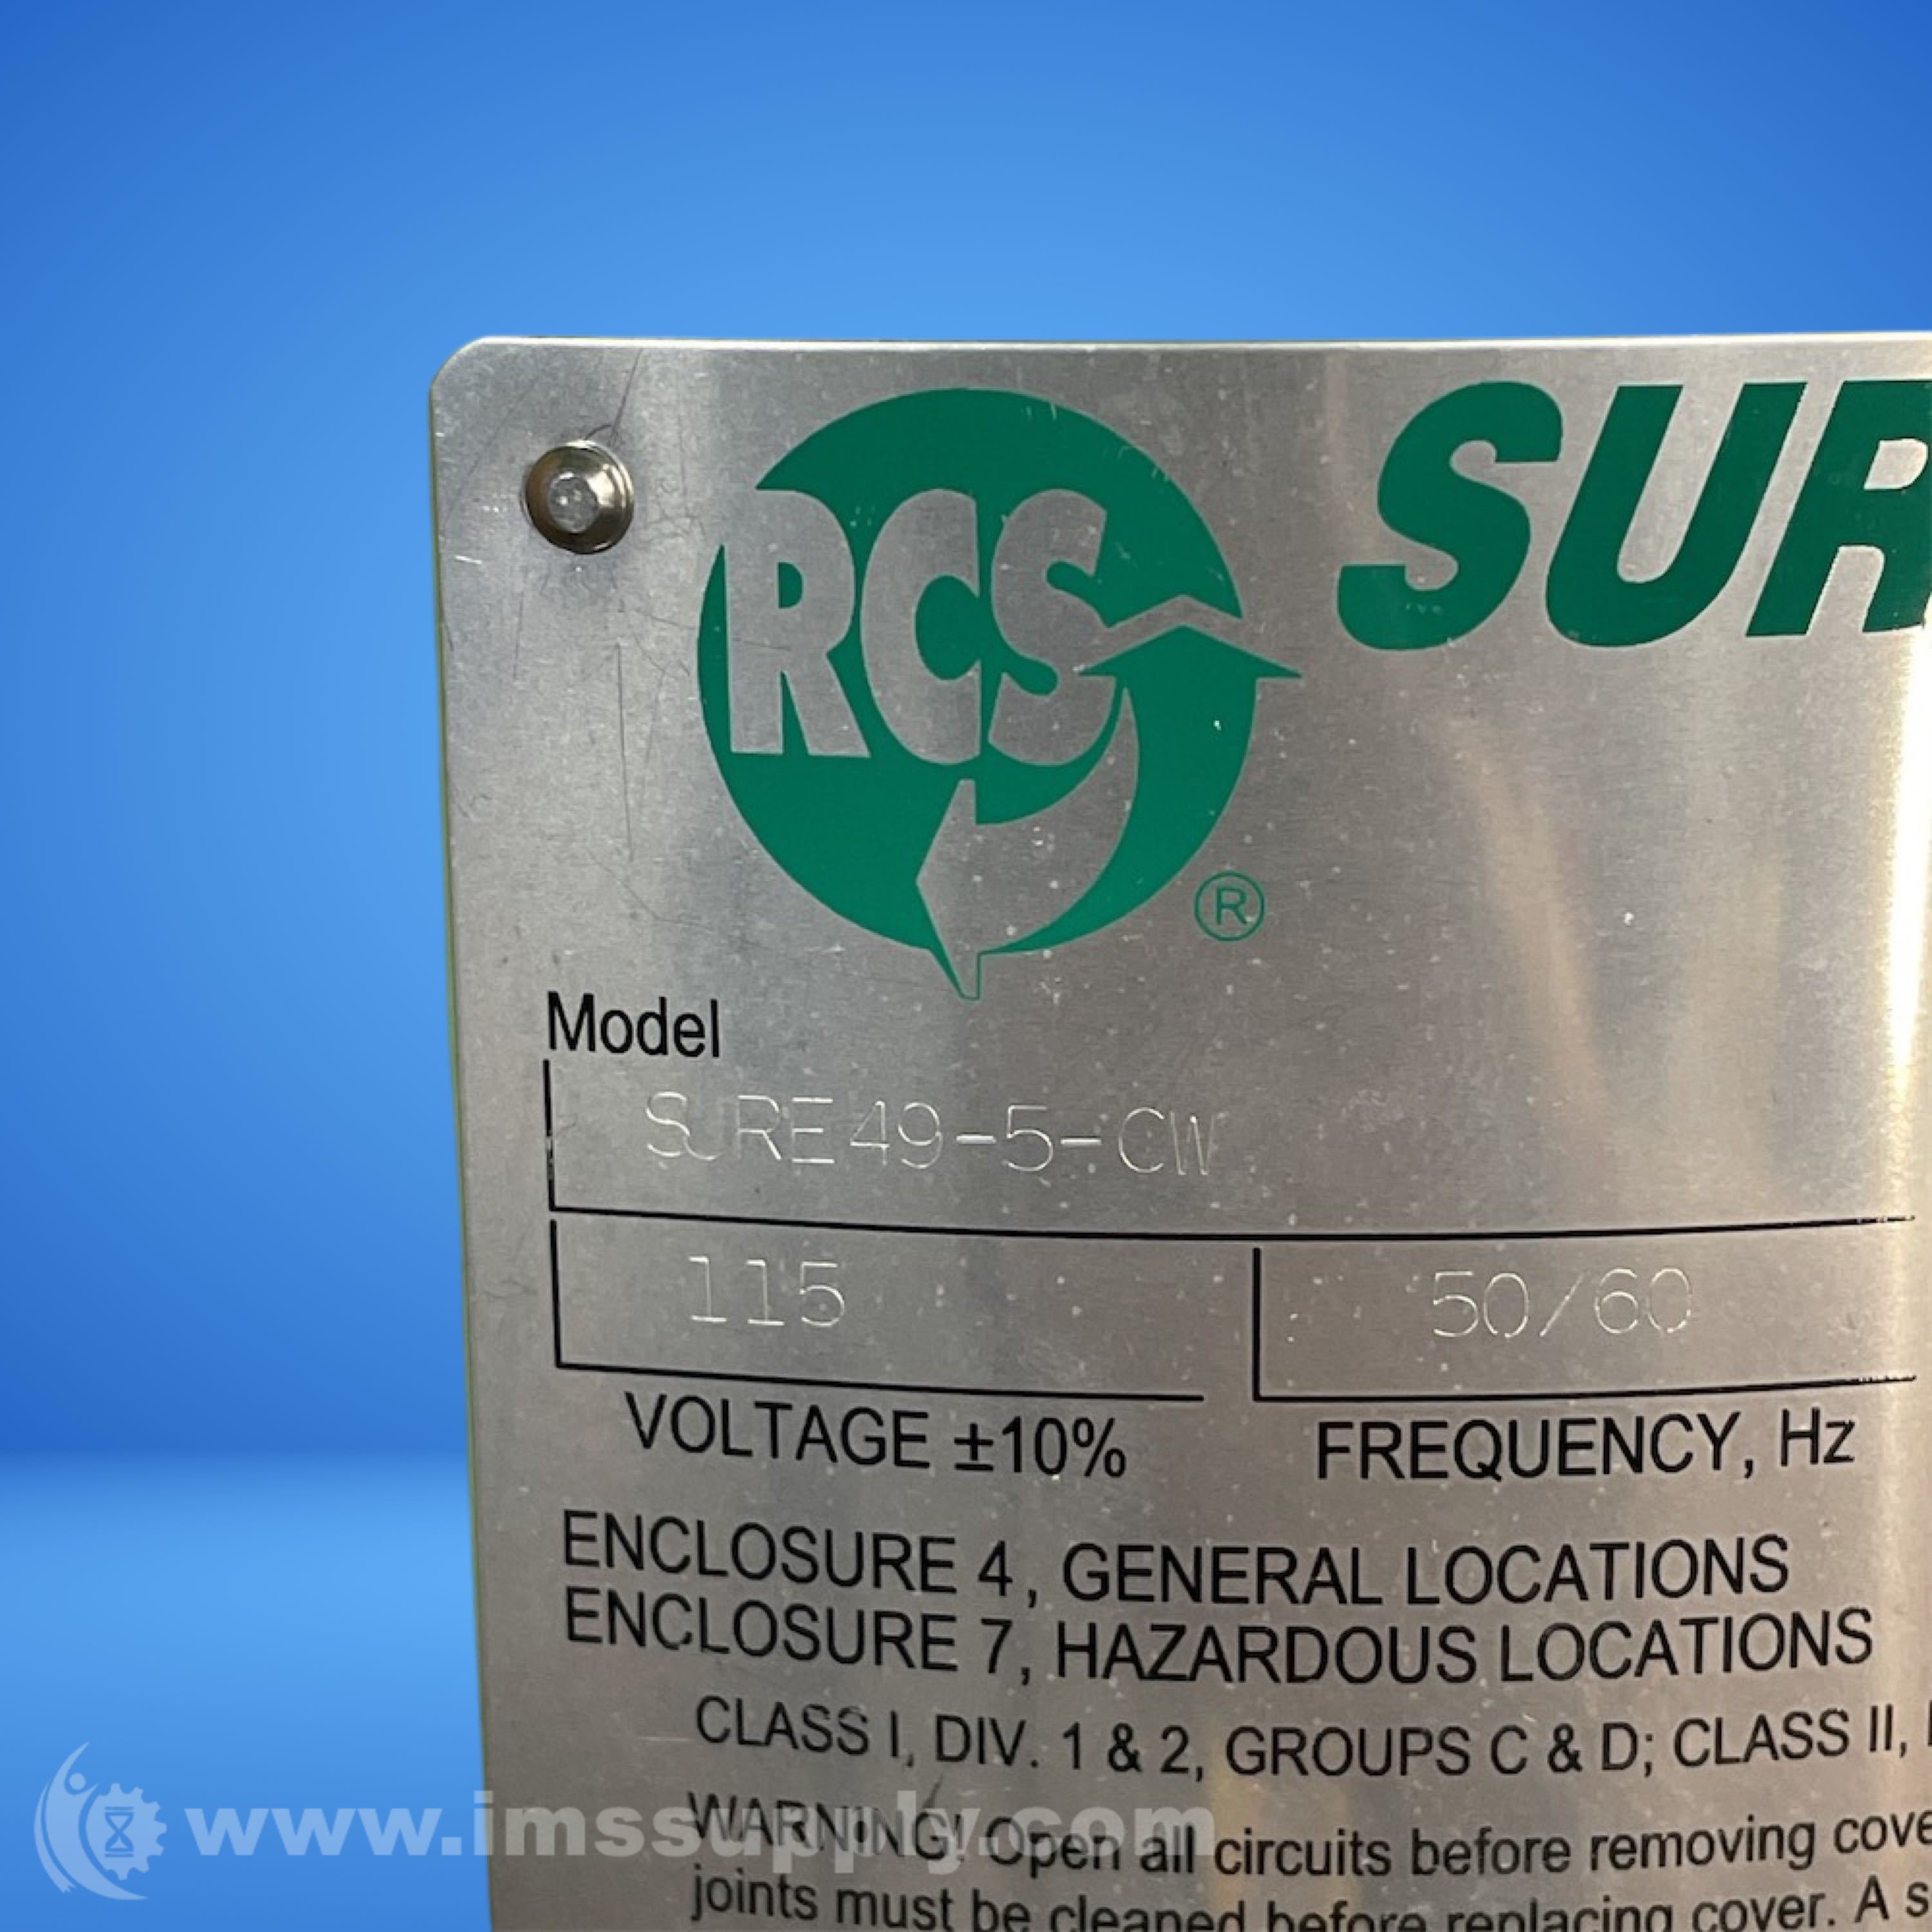 RCS SUR
®
Model
SURE49-5-CW
115 50/60
VOLTAGE ±10% FREQUENCY, Hz
ENCLOSURE 4, GENERAL LOCATIONS
ENCLOSURE 7, HAZARDOUS LOCATIONS
CLASS I, DIV. 1 & 2, GROUPS C & D; CLASS II,
WARNING! Open all circuits before removing cove
joints must be cleaned before replacing cover. A s
www.imssupply.com